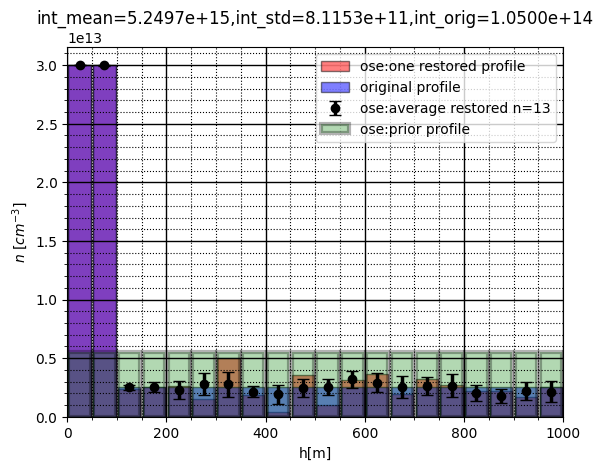 int_mean=5.2497e+15,int_std=8.1153e+11,int_orig=1.0500e+14
1e13
ose:one restored profile
original profile
ose:average restored n=13
ose:prior profile
3.0
2.5
2.0
1.5
1.0
0.5
0.0
n [cm⁻³]
0 200 400 600 800 1000
h[m]